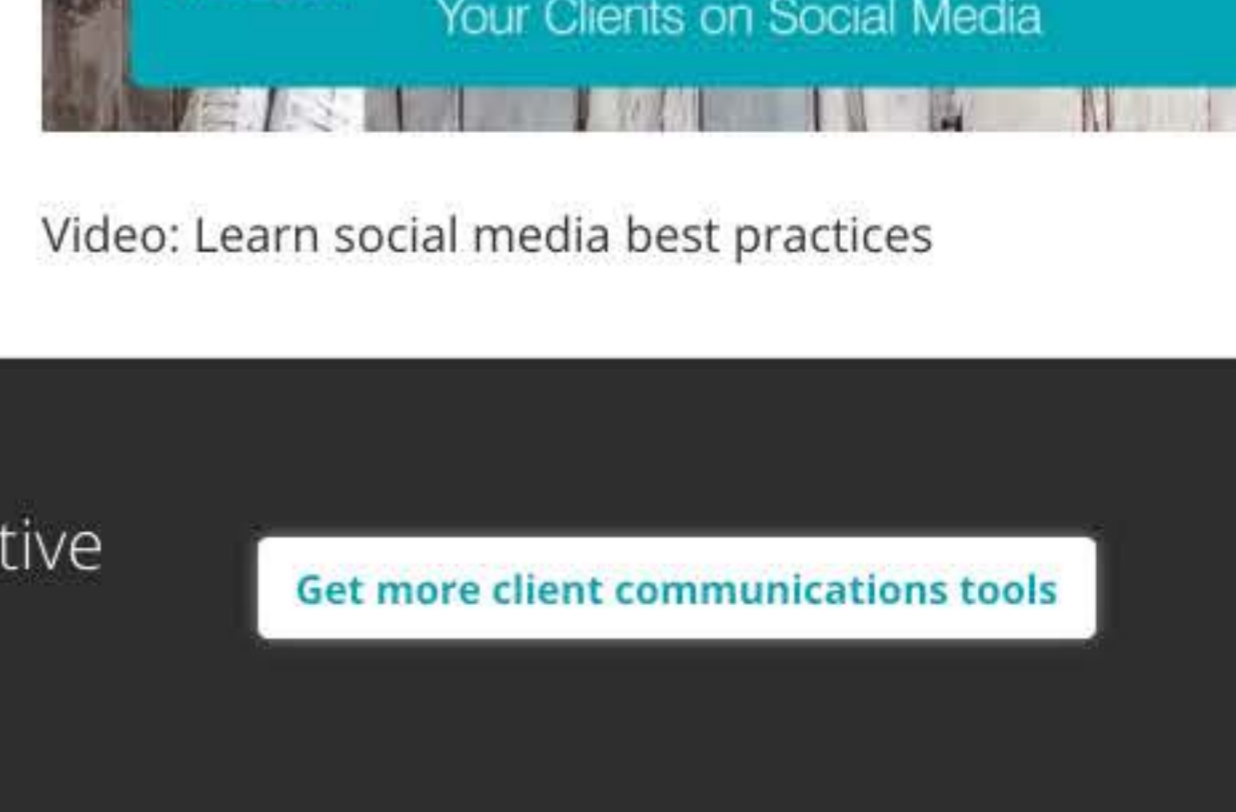 Your Clients on Social Media
Video: Learn social media best practices
tive
Get more client communications tools